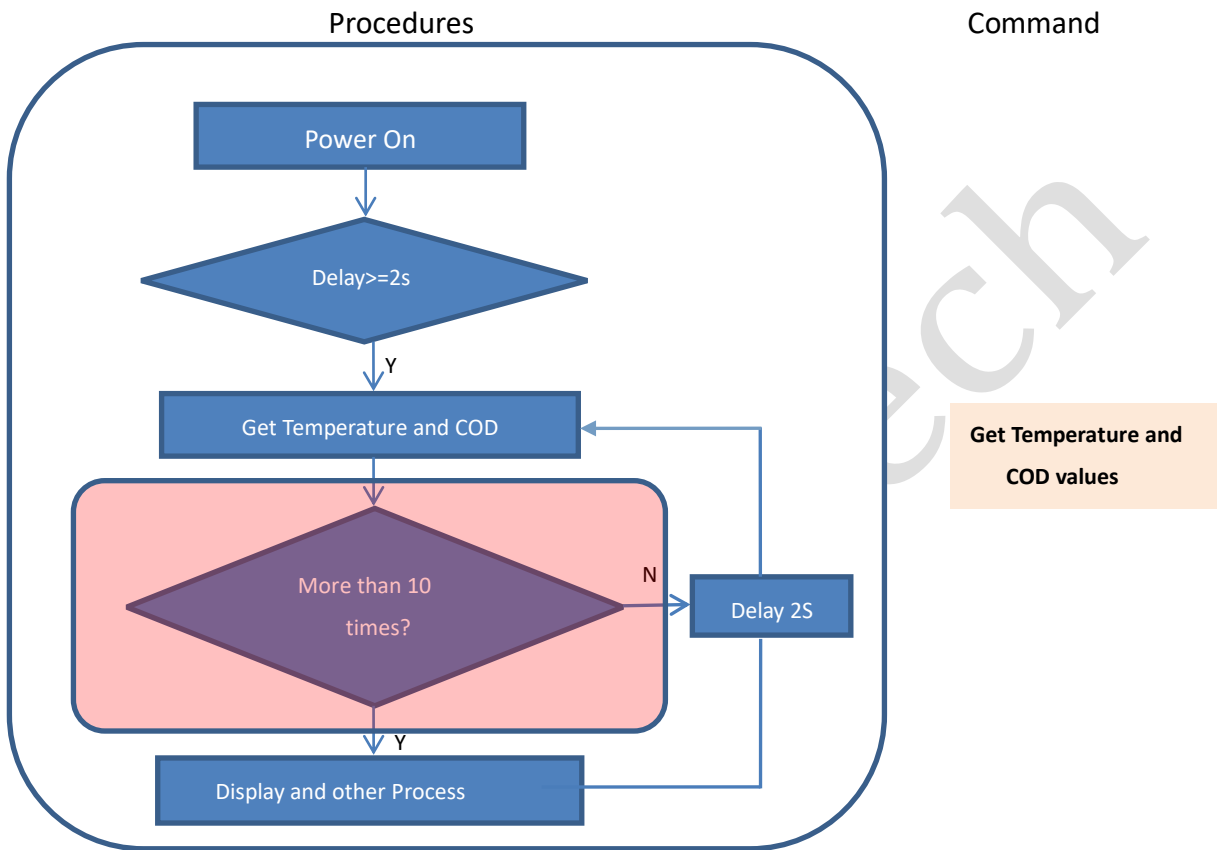 Procedures
Command
Power On
Delay>=2s
Y
Get Temperature and COD
Get Temperature and
COD values
More than 10
times?
N
Delay 2S
Y
Display and other Process
ech